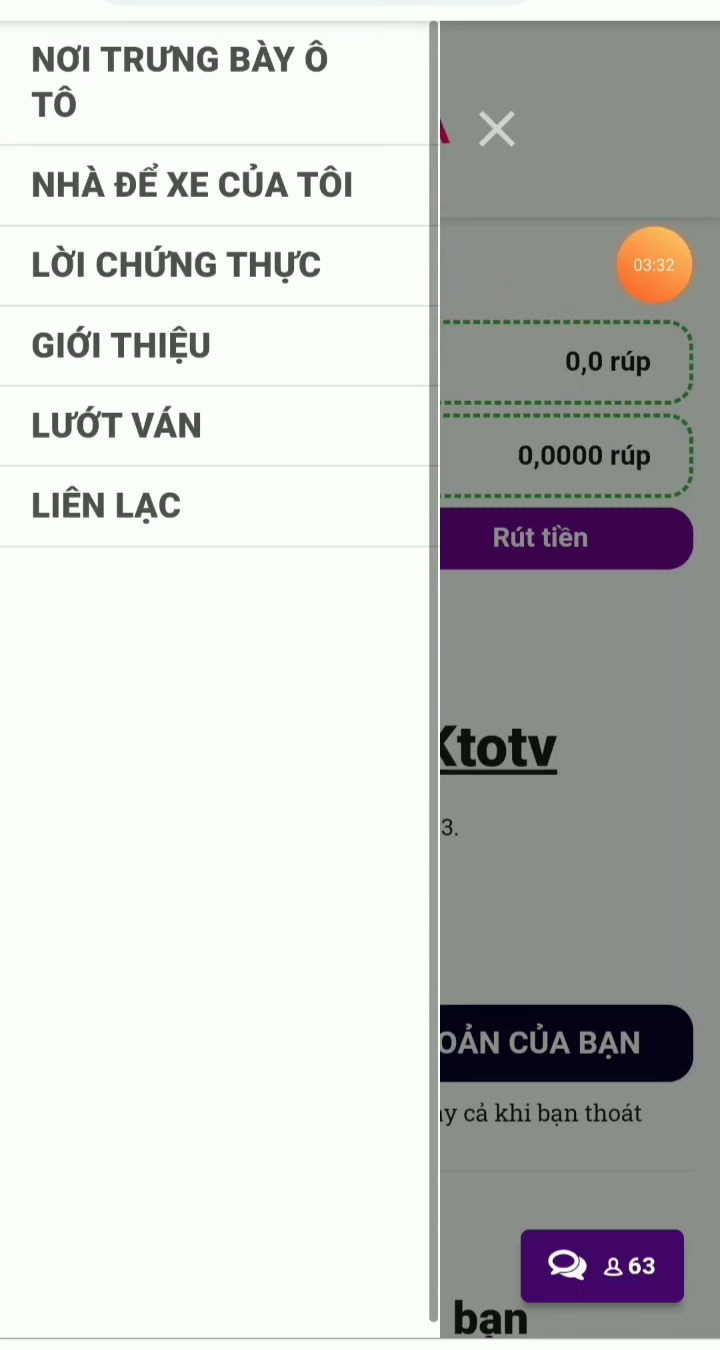 NƠI TRƯNG BÀY Ô
TÔ
NHÀ ĐỂ XE CỦA TÔI
LỜI CHỨNG THỰC
GIỚI THIỆU
LƯỚT VÁN
LIÊN LẠC
03:32
0,0 rúp
0,0000 rúp
Rút tiền
Ktotv
3.
OẢN CỦA BẠN
y cả khi bạn thoát
63
bạn